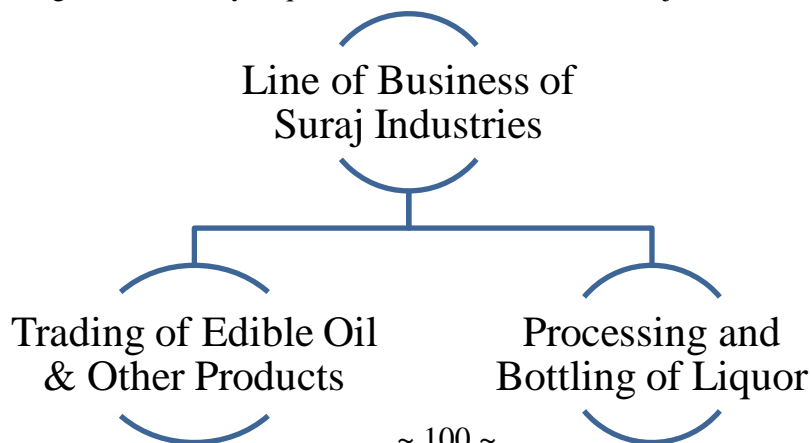 Line of Business of
Suraj Industries
Trading of Edible Oil
& Other Products
Processing and
Bottling of Liquor
~ 100 ~